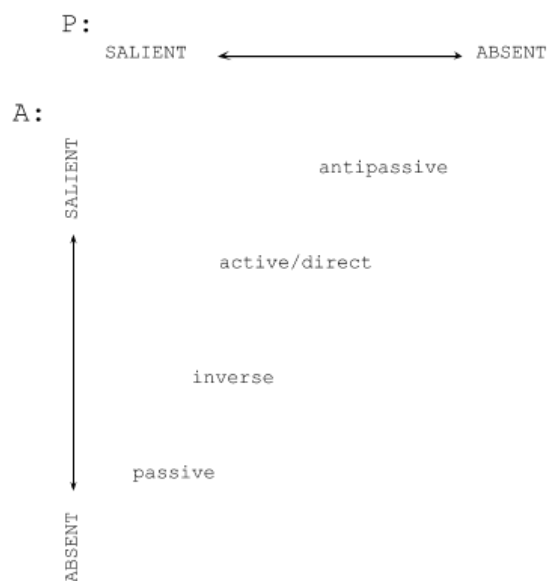 P:
SALIENT ABSENT
A:
SALIENT
antipassive
active/direct
inverse
passive
ABSENT